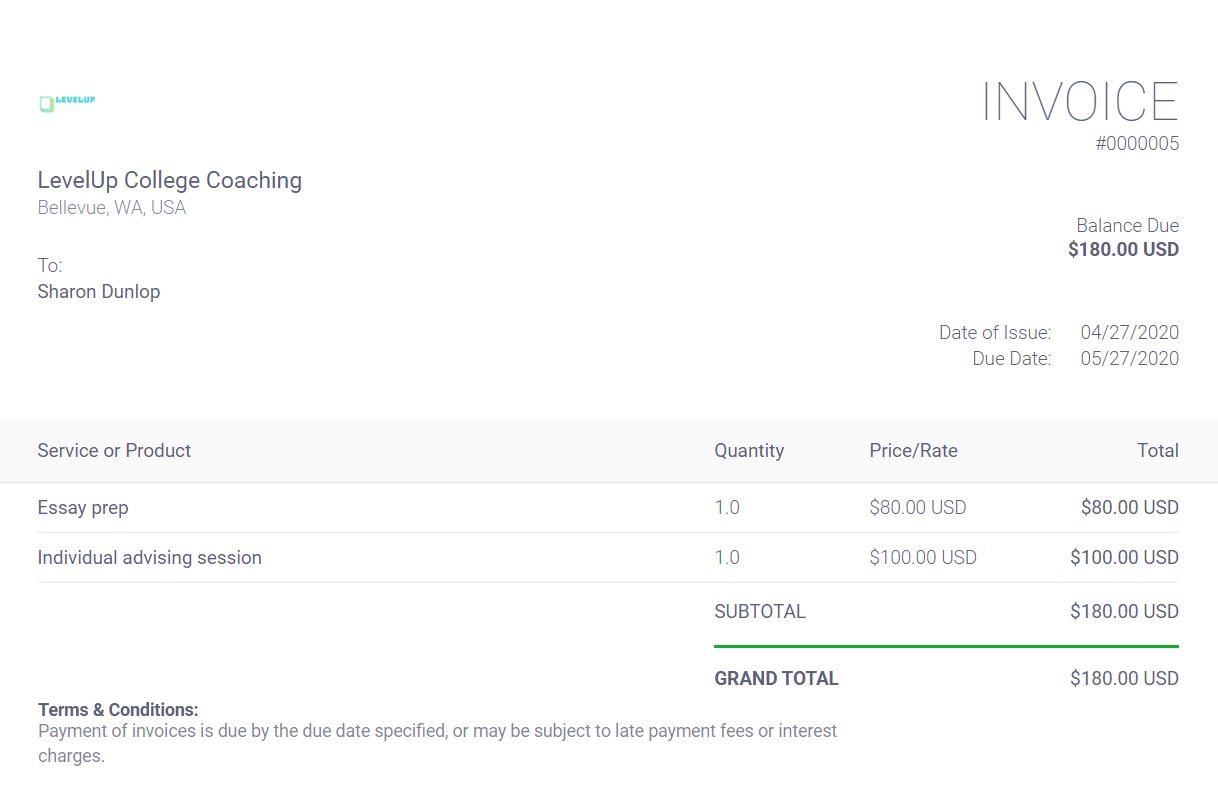 LEVELUP
INVOICE
#0000005
LevelUp College Coaching
Bellevue, WA, USA
Balance Due
$180.00 USD
To:
Sharon Dunlop
Date of Issue: 04/27/2020
Due Date: 05/27/2020
Service or Product Quantity Price/Rate Total
Essay prep 1.0 $80.00 USD $80.00 USD
Individual advising session 1.0 $100.00 USD $100.00 USD
SUBTOTAL $180.00 USD
GRAND TOTAL $180.00 USD
Terms & Conditions:
Payment of invoices is due by the due date specified, or may be subject to late payment fees or interest
charges.